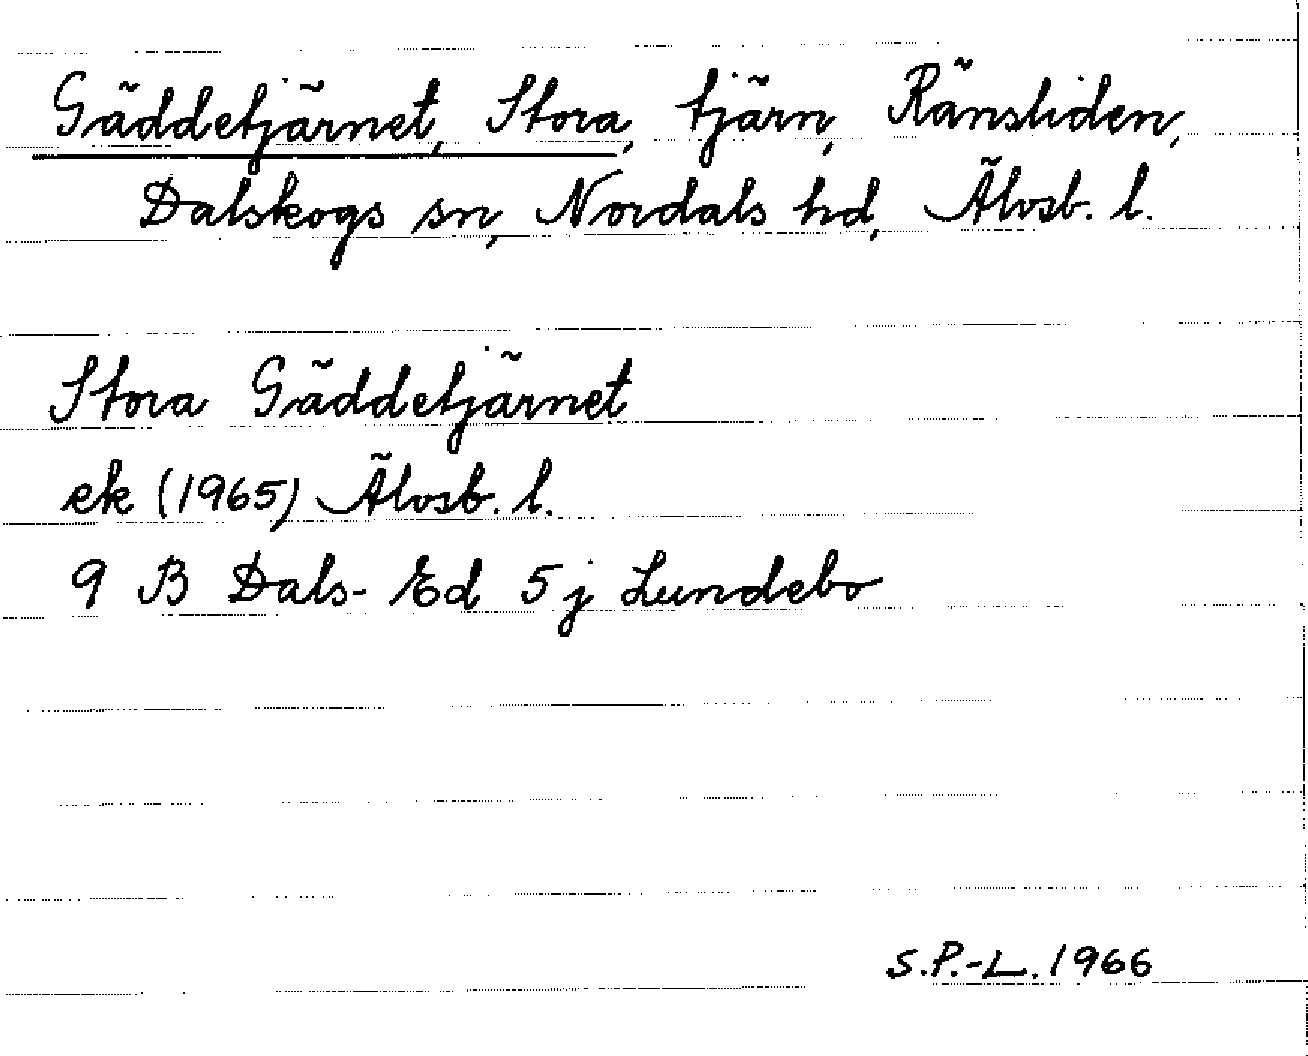 Gäddetjärnet, Stora, tjärn, Ränsliden,
Dalskogs sn, Nordals hd, Älvsb. l.
Stora Gäddetjärnet
ek (1965) Älvsb. l.
9 B Dals-Ed 5 j Lundebo
S.P.-L. 1966